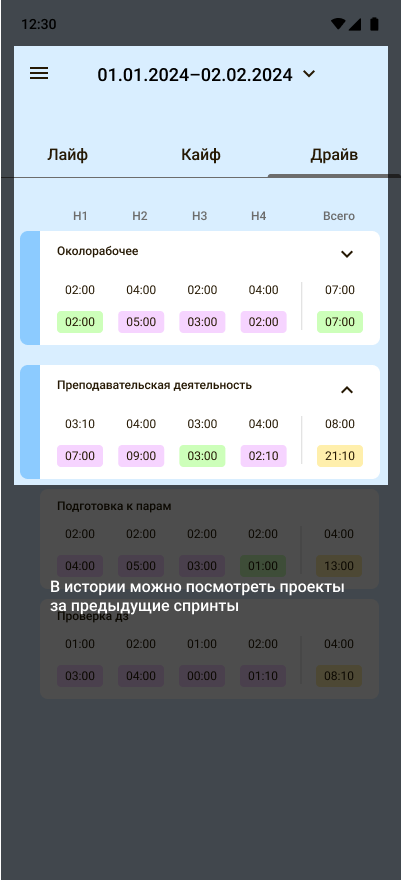 12:30
01.01.2024–02.02.2024
Лайф Кайф Драйв
Н1 Н2 Н3 Н4 Всего
Околорабочее
02:00 04:00 02:00 04:00 07:00
02:00 05:00 03:00 02:00 07:00
Преподавательская деятельность
03:10 04:00 03:00 04:00 08:00
07:00 09:00 03:00 02:10 21:10
Подготовка к парам
02:00 02:00 02:00 02:00 04:00
04:00 05:00 03:00 01:00 13:00
В истории можно посмотреть проекты
за предыдущие спринты
Проверка дз
01:00 02:00 01:00 02:00 04:00
03:00 04:00 00:00 01:10 08:10